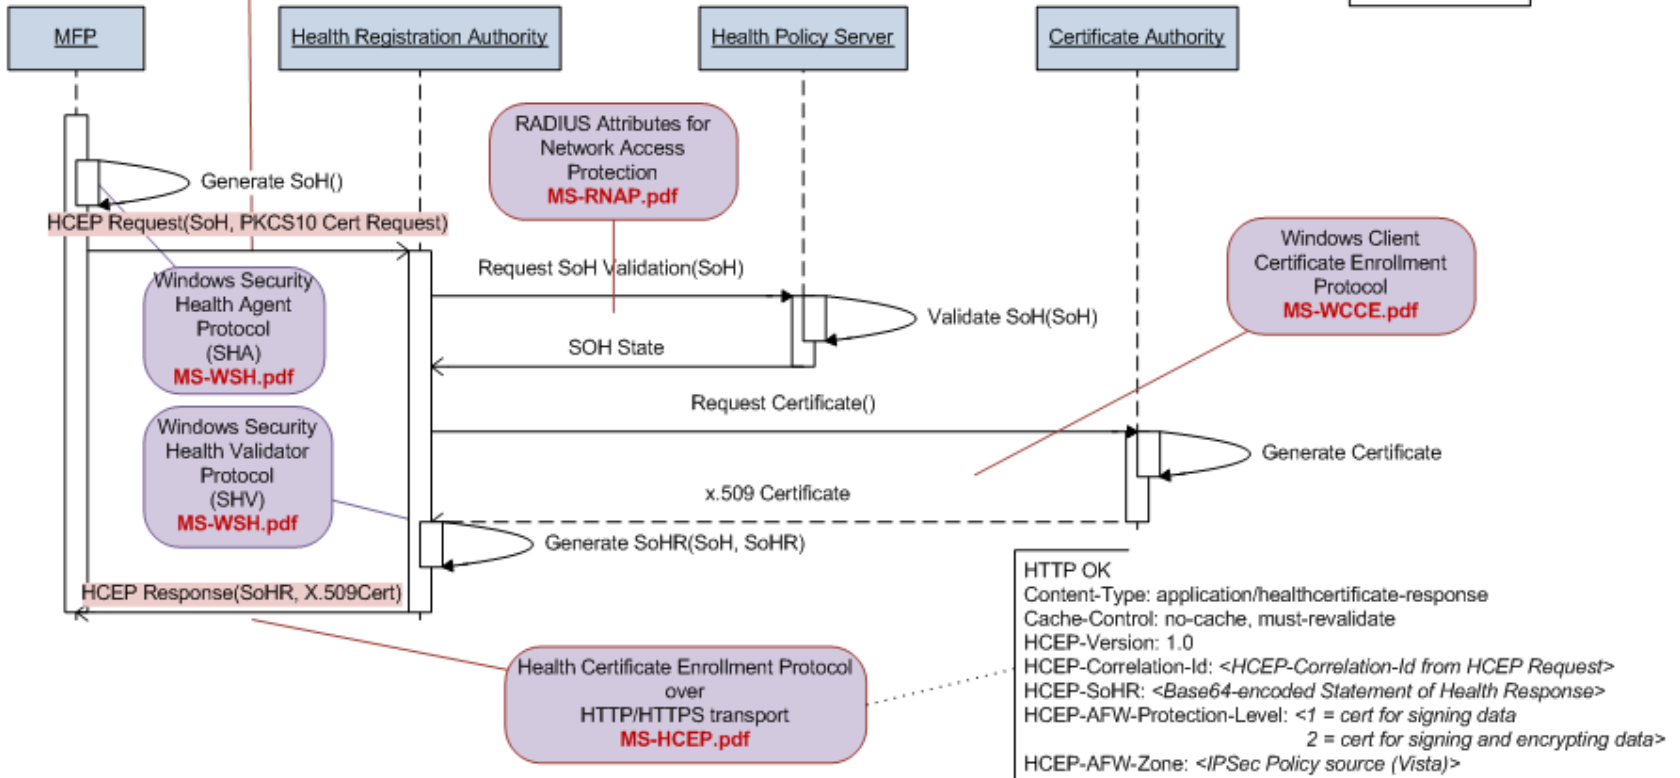 MFP
Health Registration Authority
Health Policy Server
Certificate Authority
RADIUS Attributes for
Network Access
Protection
MS-RNAP.pdf
Generate SoH()
HCEP Request(SoH, PKCS10 Cert Request)
Windows Client
Certificate Enrollment
Protocol
MS-WCCE.pdf
Request SoH Validation(SoH)
Windows Security
Health Agent
Protocol
(SHA)
MS-WSH.pdf
Validate SoH(SoH)
SOH State
Request Certificate()
Windows Security
Health Validator
Protocol
(SHV)
MS-WSH.pdf
Generate Certificate
x.509 Certificate
Generate SoHR(SoH, SoHR)
HCEP Response(SoHR, X.509Cert)
Health Certificate Enrollment Protocol
over
HTTP/HTTPS transport
MS-HCEP.pdf
HTTP OK
Content-Type: application/healthcertificate-response
Cache-Control: no-cache, must-revalidate
HCEP-Version: 1.0
HCEP-Correlation-Id: <HCEP-Correlation-Id from HCEP Request>
HCEP-SoHR: <Base64-encoded Statement of Health Response>
HCEP-AFW-Protection-Level: <1 = cert for signing data
2 = cert for signing and encrypting data>
HCEP-AFW-Zone: <IPSec Policy source (Vista)>